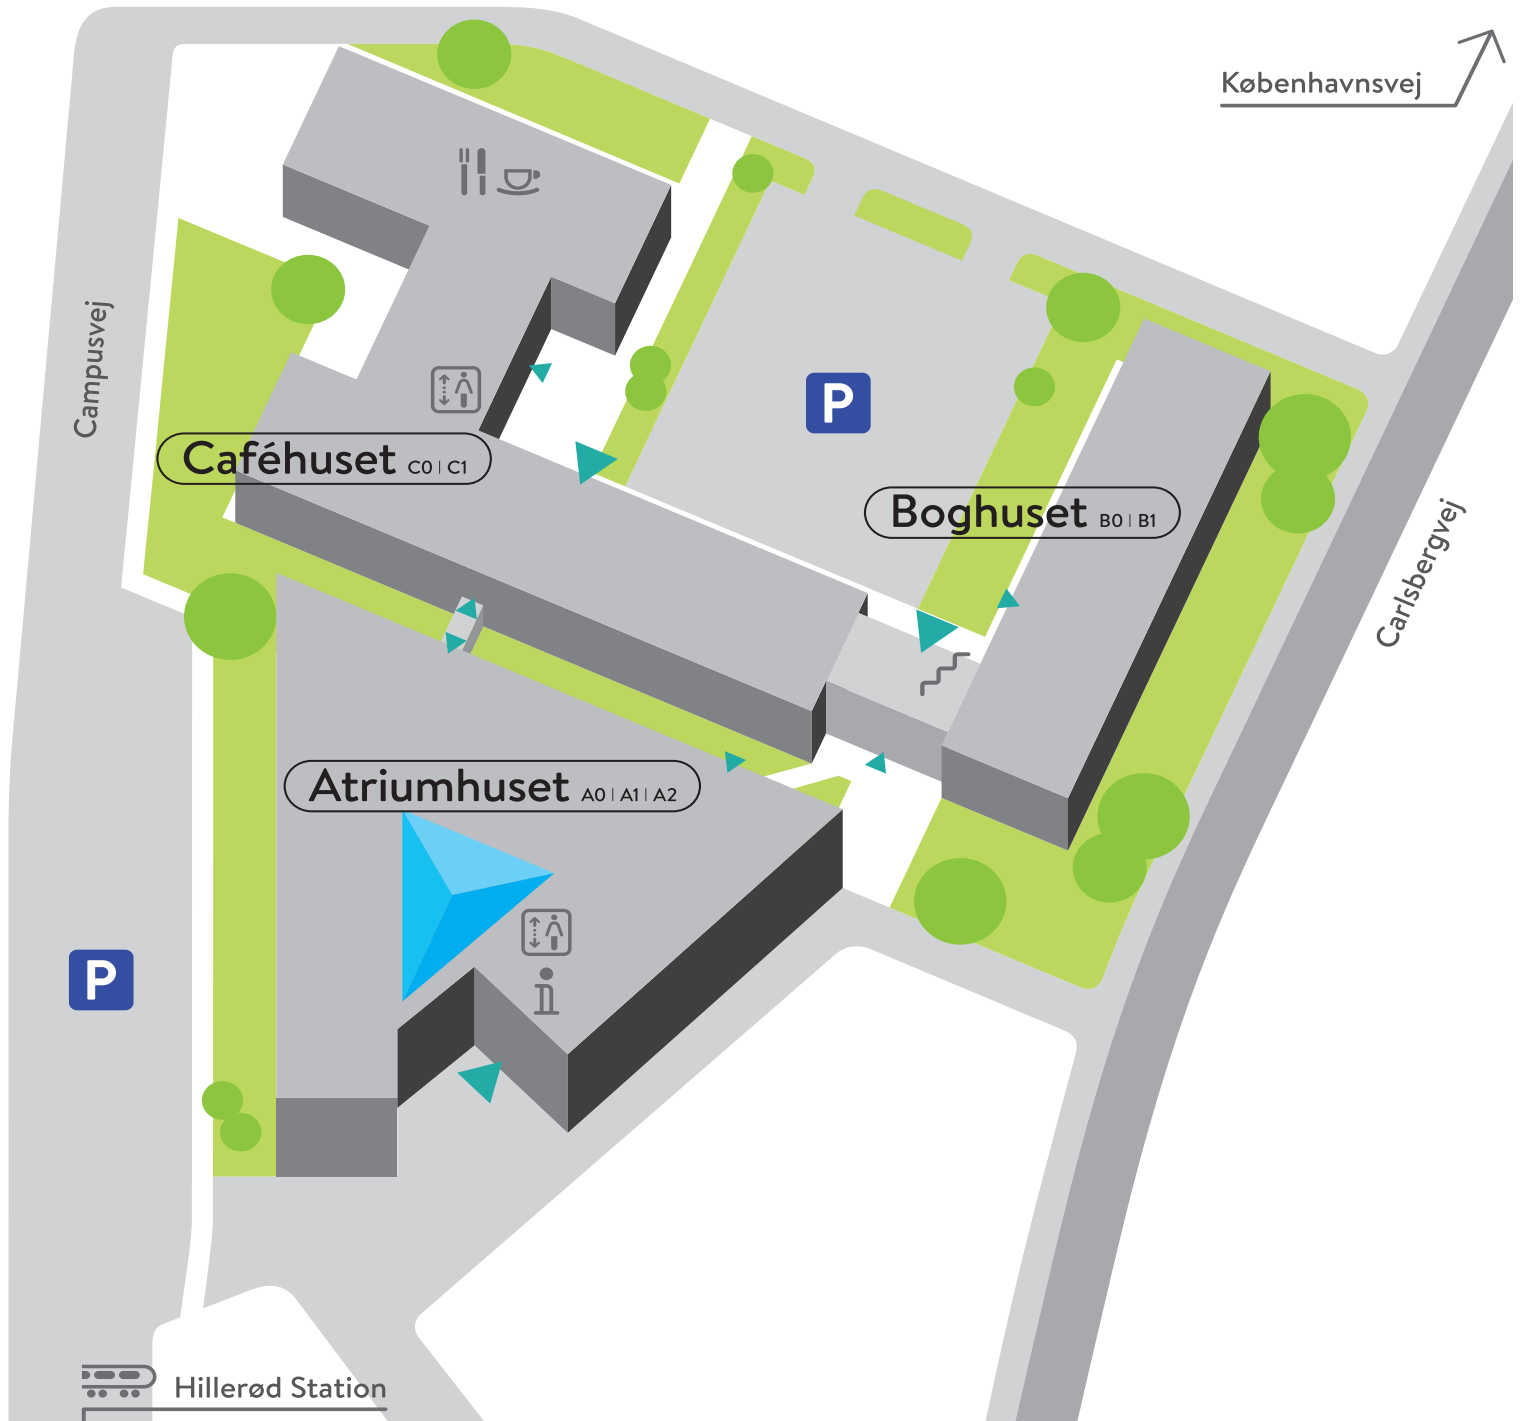 Københavnsvej
Campusvej
P
Caféhuset C0 | C1
Boghuset B0 | B1
Carlsbergvej
Atriumhuset A0 | A1 | A2
P
Hillerød Station